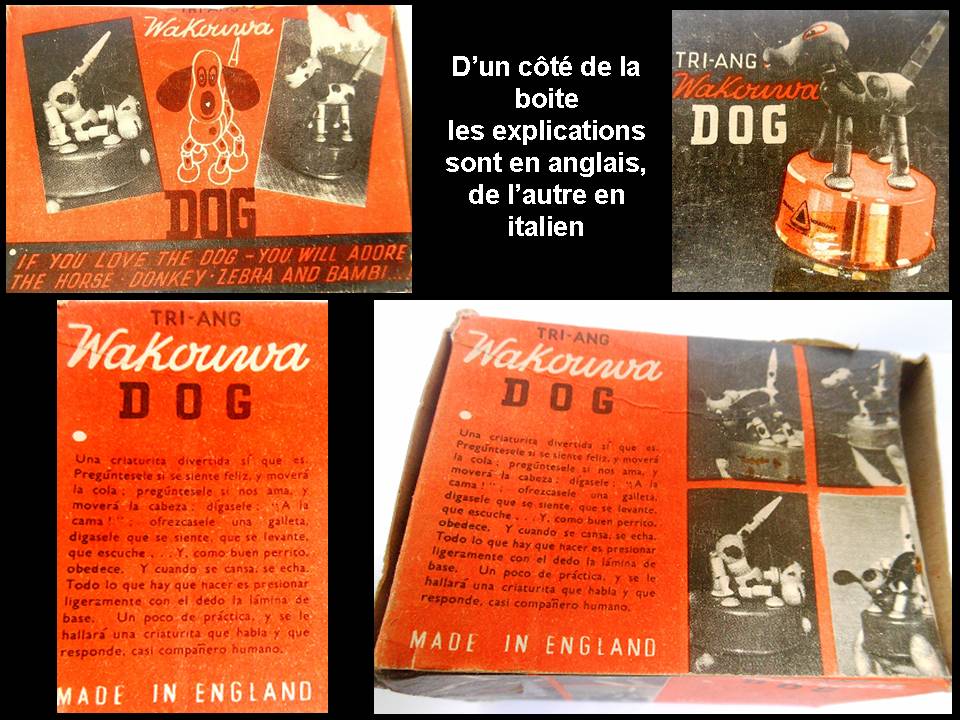 TRI-ANG
Wakouwa
DOG
IF YOU LOVE THE DOG - YOU WILL ADORE
THE HORSE · DONKEY · ZEBRA AND BAMBI...
D'un côté de la
boite
les explications
sont en anglais,
de l'autre en
italien
TRI-ANG
Wakouwa
DOG
TRI-ANG
Wakouwa
DOG
Una criaturita divertida sí que es.
Pregúntesele si se siente feliz, y moverá
la cola ; pregúntesele si nos ama, y
moverá la cabeza ; dígasele : "¡ A la
cama ! " ; ofrezcasele una galleta,
dígasele que se siente, que se levante,
que escuche . . . Y, como buen perrito,
obedece. Y cuando se cansa, se echa.
Todo lo que hay que hacer es presionar
ligeramente con el dedo la lámina de
base. Un poco de práctica, y se le
hallará una criaturita que habla y que
responde, casi compañero humano.
MADE IN ENGLAND
TRI-ANG
Wakouwa
DOG
Una criaturita divertida sí que es.
Pregúntesele si se siente feliz, y moverá
la cola ; pregúntesele si nos ama, y
moverá la cabeza ; dígasele : "¡ A la
cama ! " ; ofrezcasele una galleta,
dígasele que se siente, que se levante,
que escuche . . . Y, como buen perrito,
obedece. Y cuando se cansa, se echa.
Todo lo que hay que hacer es presionar
ligeramente con el dedo la lámina de
base. Un poco de práctica, y se le
hallará una criaturita que habla y que
responde, casi compañero humano.
MADE IN ENGLAND